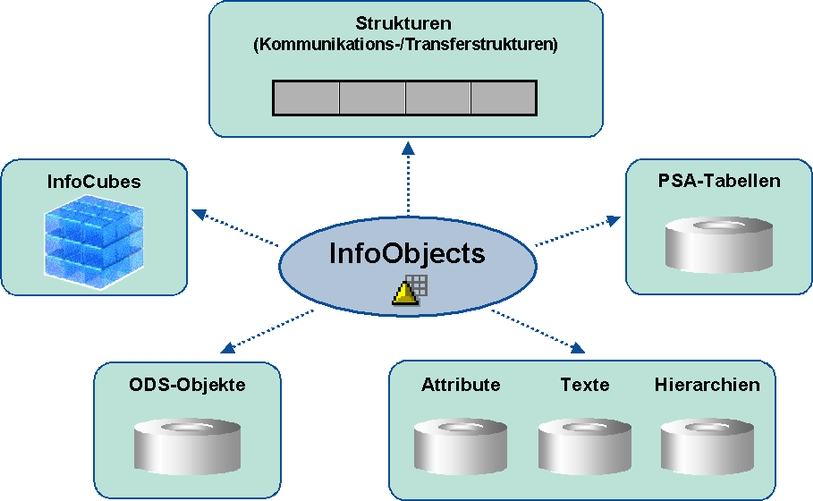 Strukturen
(Kommunikations-/Transferstrukturen)
InfoCubes
PSA-Tabellen
InfoObjects
ODS-Objekte
Attribute Texte Hierarchien